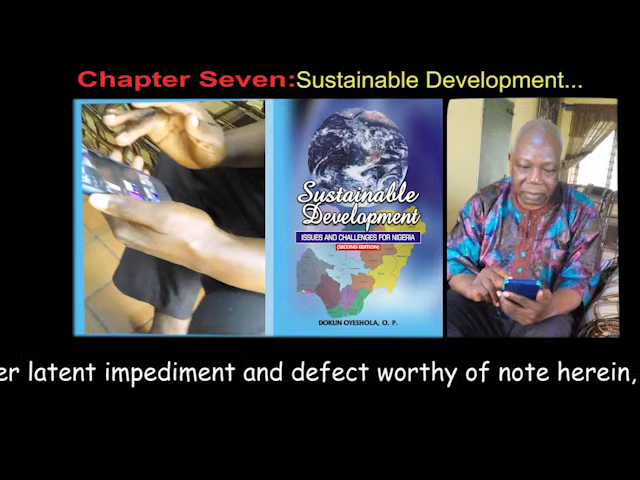 Chapter Seven:Sustainable Development...
Sustainable
Development
ISSUES AND CHALLENGES FOR NIGERIA
(SECOND EDITION)
DOKUN OYESHOLA, O. P.
er latent impediment and defect worthy of note herein,